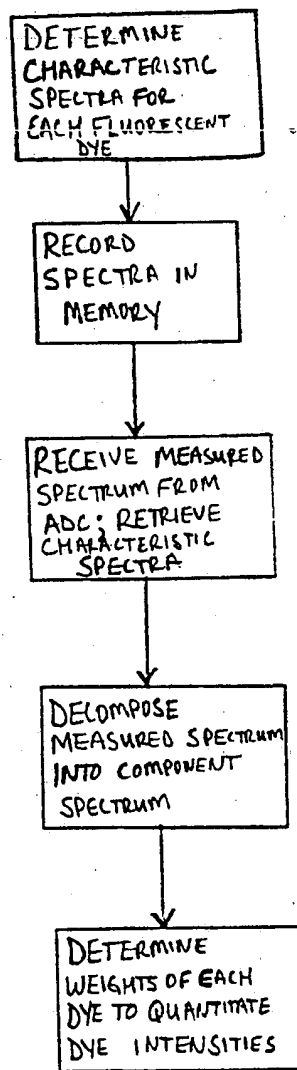 DETERMINE
CHARACTERISTIC
SPECTRA FOR
EACH FLUORESCENT
DYE
RECORD
SPECTRA IN
MEMORY
RECEIVE MEASURED
SPECTRUM FROM
ADC; RETRIEVE
CHARACTERISTIC
SPECTRA
DECOMPOSE
MEASURED SPECTRUM
INTO COMPONENT
SPECTRUM
DETERMINE
WEIGHTS OF EACH
DYE TO QUANTITATE
DYE INTENSITIES